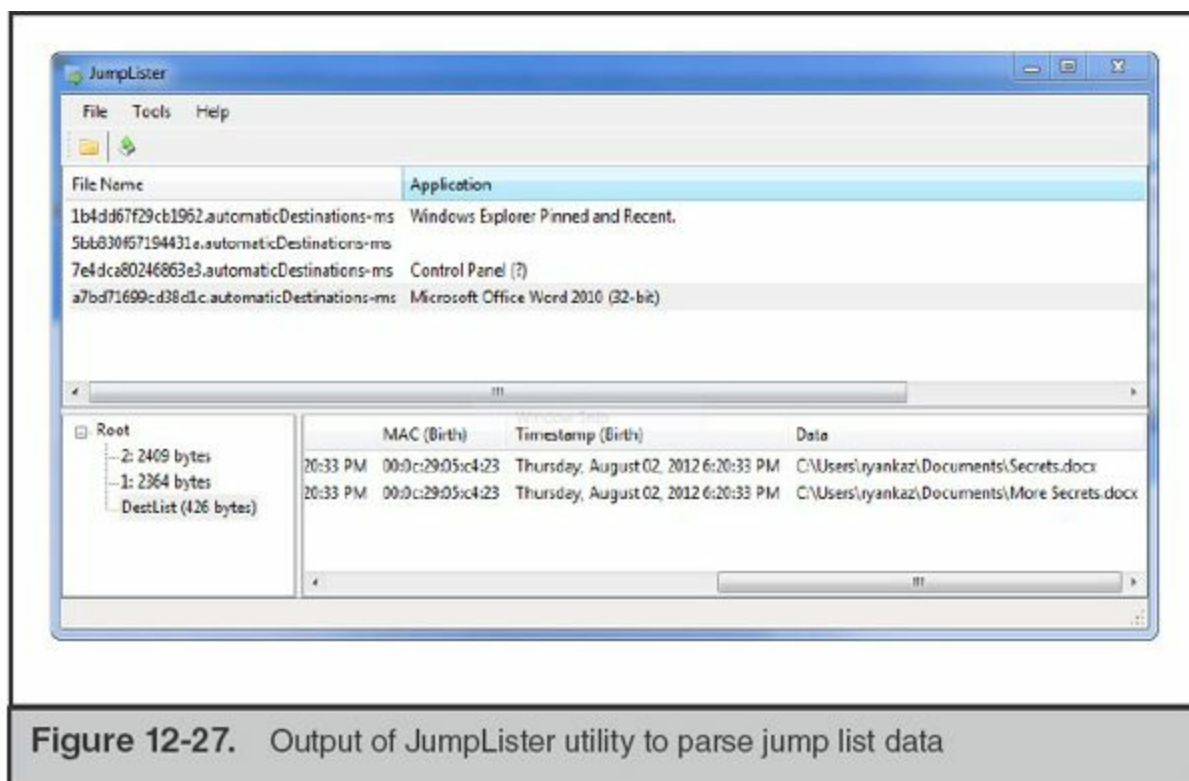 JumpLister
File Tools Help
File Name Application
1b4dd67f29cb1962.automaticDestinations-ms Windows Explorer Pinned and Recent.
5bb830f67194431a.automaticDestinations-ms
7e4dca80246863e3.automaticDestinations-ms Control Panel (?)
a7bd71699cd38d1c.automaticDestinations-ms Microsoft Office Word 2010 (32-bit)
Root
2: 2409 bytes
1: 2364 bytes
DestList (426 bytes)
MAC (Birth) Timestamp (Birth) Data
20:33 PM 00:0c:29:05:c4:23 Thursday, August 02, 2012 6:20:33 PM C:\Users\ryankaz\Documents\Secrets.docx
20:33 PM 00:0c:29:05:c4:23 Thursday, August 02, 2012 6:20:33 PM C:\Users\ryankaz\Documents\More Secrets.docx
Figure 12-27. Output of JumpLister utility to parse jump list data